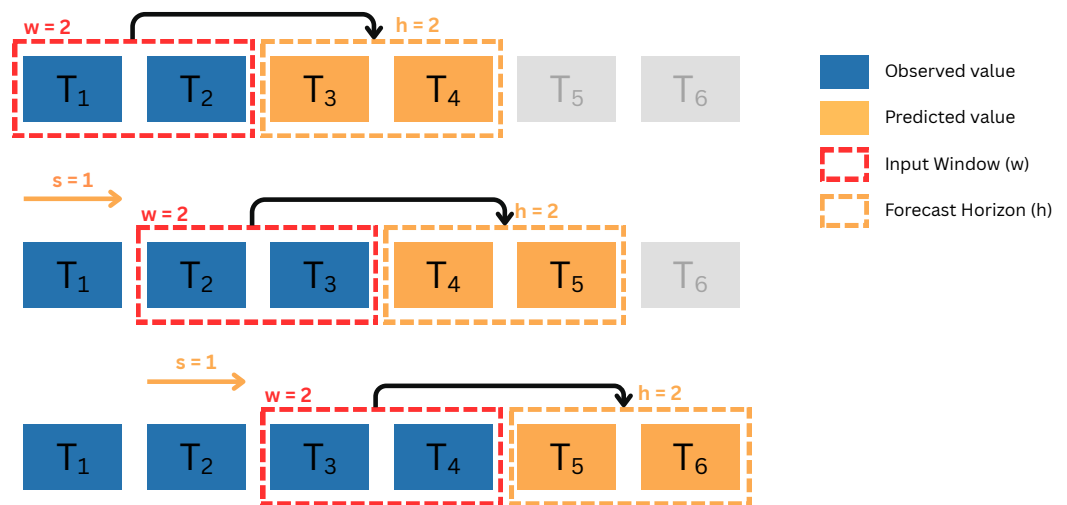 w = 2
h = 2
T₁ T₂ T₃ T₄ T₅ T₆
s = 1
w = 2
h = 2
T₁ T₂ T₃ T₄ T₅ T₆
s = 1
w = 2
h = 2
T₁ T₂ T₃ T₄ T₅ T₆
Observed value
Predicted value
Input Window (w)
Forecast Horizon (h)